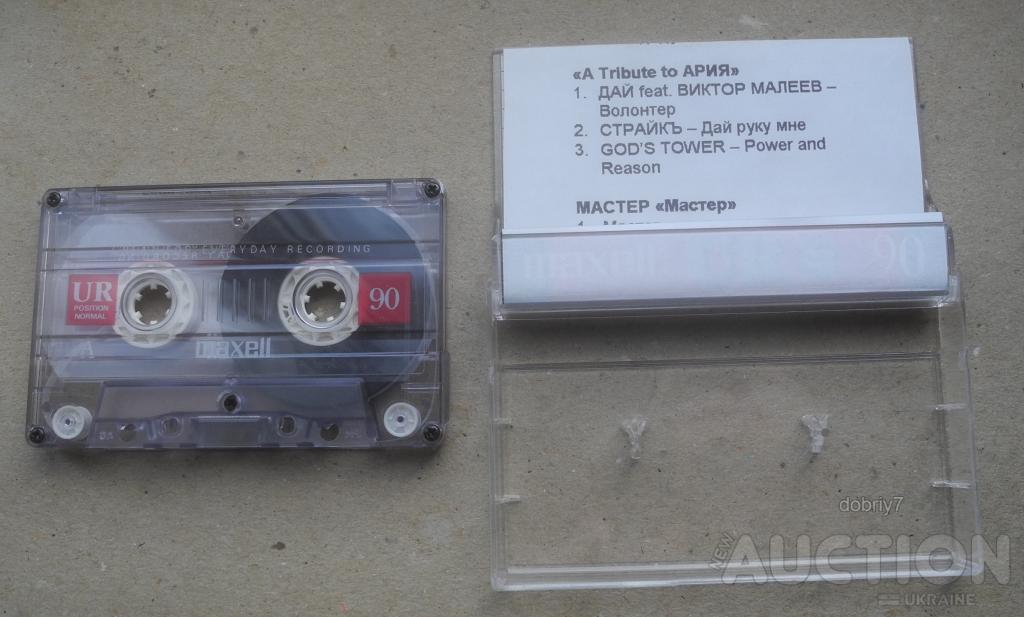 «A Tribute to АРИЯ»
1. ДАЙ feat. ВИКТОР МАЛЕЕВ –
Волонтер
2. СТРАЙКЪ – Дай руку мне
3. GOD'S TOWER – Power and
Reason
МАСТЕР «Мастер»
maxell
90
EVERYDAY RECORDING
UR
POSITION
NORMAL
90
A
maxell
dobriy7
NEW
AUCTION
UKRAINE